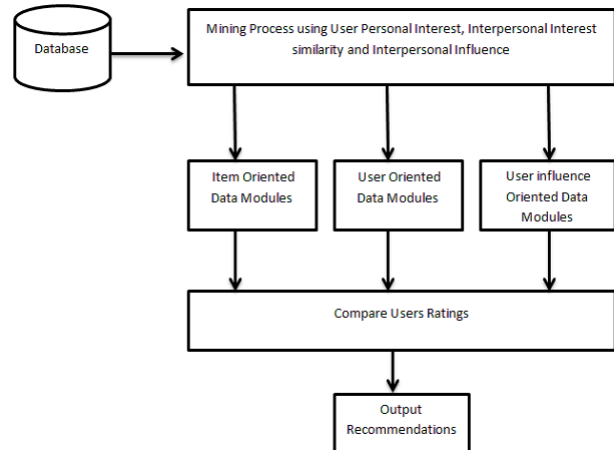 Database
Mining Process using User Personal Interest, Interpersonal Interest
similarity and Interpersonal Influence
Item Oriented
Data Modules
User Oriented
Data Modules
User influence
Oriented Data
Modules
Compare Users Ratings
Output
Recommendations